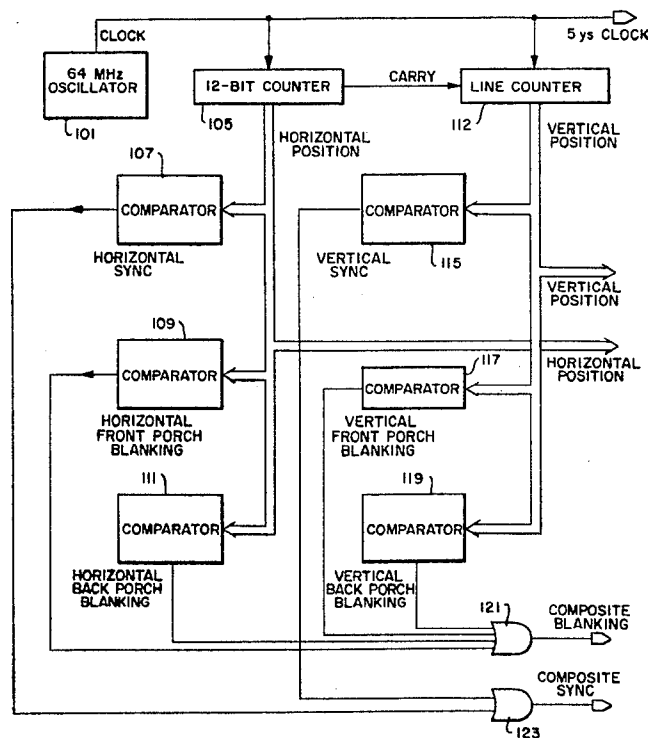 CLOCK
5 ys CLOCK
64 MHz
OSCILLATOR
101
12-BIT COUNTER
105
CARRY
LINE COUNTER
112
HORIZONTAL
POSITION
VERTICAL
POSITION
107
COMPARATOR
HORIZONTAL
SYNC
COMPARATOR
VERTICAL
SYNC
115
VERTICAL
POSITION
HORIZONTAL
POSITION
109
COMPARATOR
HORIZONTAL
FRONT PORCH
BLANKING
117
COMPARATOR
VERTICAL
FRONT PORCH
BLANKING
111
COMPARATOR
HORIZONTAL
BACK PORCH
BLANKING
119
COMPARATOR
VERTICAL
BACK PORCH
BLANKING
121
COMPOSITE
BLANKING
COMPOSITE
SYNC
123